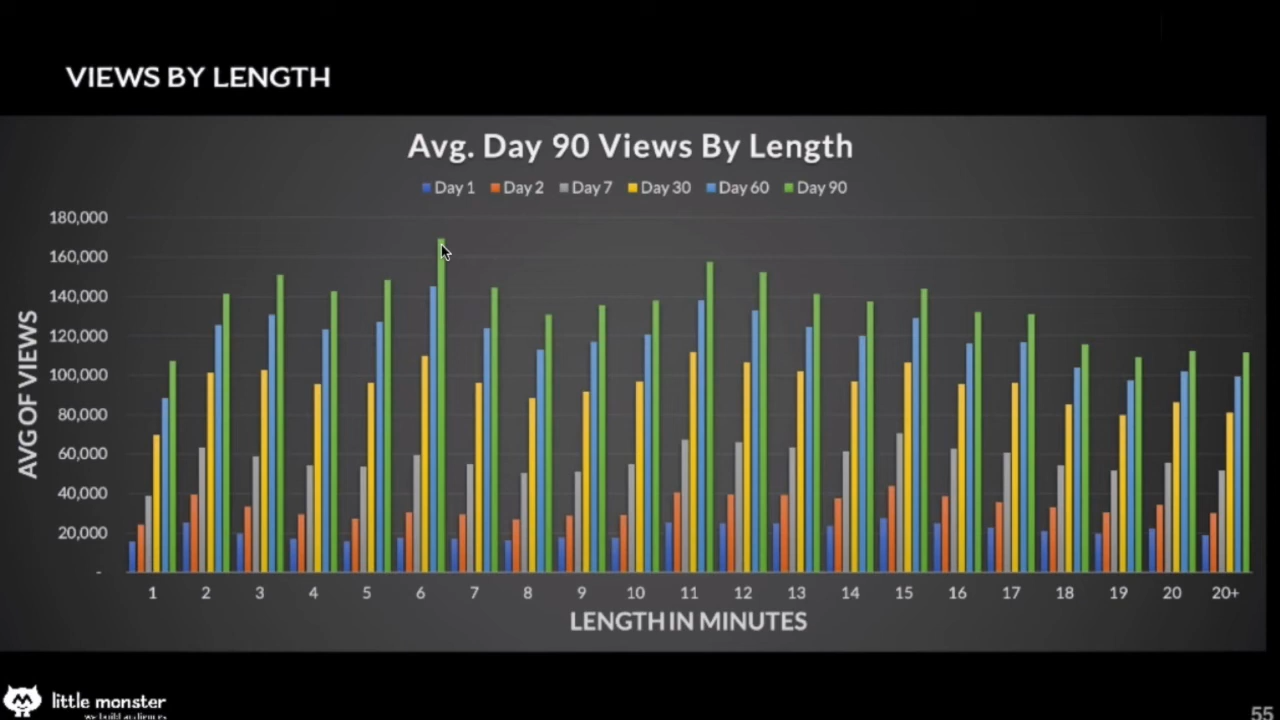 VIEWS BY LENGTH
Avg. Day 90 Views By Length
Day 1 Day 2 Day 7 Day 30 Day 60 Day 90
180,000
160,000
140,000
120,000
100,000
80,000
60,000
40,000
20,000
-
AVG OF VIEWS
1 2 3 4 5 6 7 8 9 10 11 12 13 14 15 16 17 18 19 20 20+
LENGTH IN MINUTES
little monster
we build audiences
55